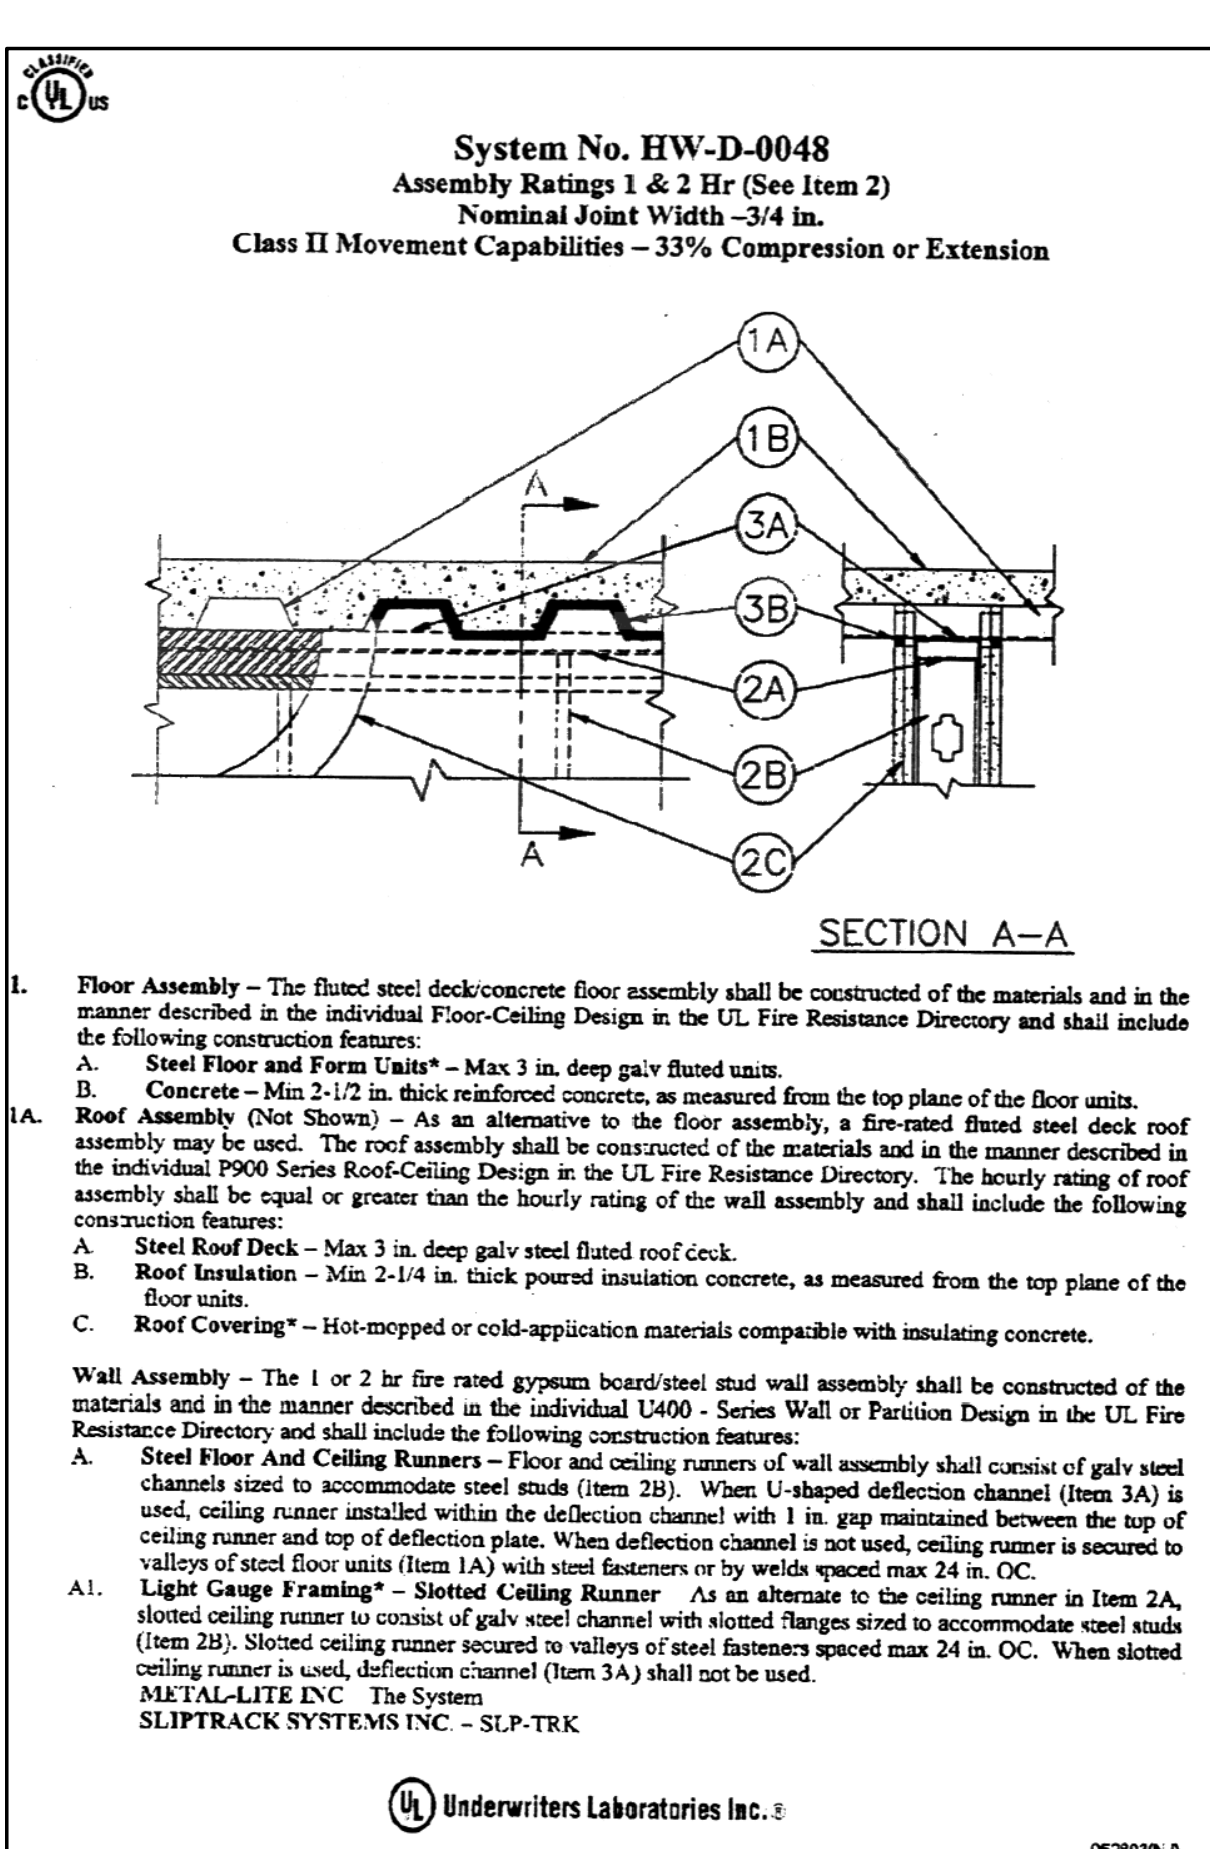 CLASSIFIED
C UL US
System No. HW-D-0048
Assembly Ratings 1 & 2 Hr (See Item 2)
Nominal Joint Width –3/4 in.
Class II Movement Capabilities – 33% Compression or Extension
1A
1B
A
3A
3B
2A
2B
A
2C
SECTION A–A
1. Floor Assembly – The fluted steel deck/concrete floor assembly shall be constructed of the materials and in the
manner described in the individual Floor-Ceiling Design in the UL Fire Resistance Directory and shall include
the following construction features:
A. Steel Floor and Form Units* – Max 3 in. deep galv fluted units.
B. Concrete – Min 2-1/2 in. thick reinforced concrete, as measured from the top plane of the floor units.
1A. Roof Assembly (Not Shown) – As an alternative to the floor assembly, a fire-rated fluted steel deck roof
assembly may be used. The roof assembly shall be constructed of the materials and in the manner described in
the individual P900 Series Roof-Ceiling Design in the UL Fire Resistance Directory. The hourly rating of roof
assembly shall be equal or greater than the hourly rating of the wall assembly and shall include the following
construction features:
A. Steel Roof Deck – Max 3 in. deep galv steel fluted roof deck.
B. Roof Insulation – Min 2-1/4 in. thick poured insulation concrete, as measured from the top plane of the
floor units.
C. Roof Covering* – Hot-mopped or cold-application materials compatible with insulating concrete.
Wall Assembly – The 1 or 2 hr fire rated gypsum board/steel stud wall assembly shall be constructed of the
materials and in the manner described in the individual U400 - Series Wall or Partition Design in the UL Fire
Resistance Directory and shall include the following construction features:
A. Steel Floor And Ceiling Runners – Floor and ceiling runners of wall assembly shall consist of galv steel
channels sized to accommodate steel studs (Item 2B). When U-shaped deflection channel (Item 3A) is
used, ceiling runner installed within the deflection channel with 1 in. gap maintained between the top of
ceiling runner and top of deflection plate. When deflection channel is not used, ceiling runner is secured to
valleys of steel floor units (Item 1A) with steel fasteners or by welds spaced max 24 in. OC.
A1. Light Gauge Framing* – Slotted Ceiling Runner As an alternate to the ceiling runner in Item 2A,
slotted ceiling runner to consist of galv steel channel with slotted flanges sized to accommodate steel studs
(Item 2B). Slotted ceiling runner secured to valleys of steel fasteners spaced max 24 in. OC. When slotted
ceiling runner is used, deflection channel (Item 3A) shall not be used.
METAL-LITE INC The System
SLIPTRACK SYSTEMS INC. – SLP-TRK
UL Underwriters Laboratories Inc. ®